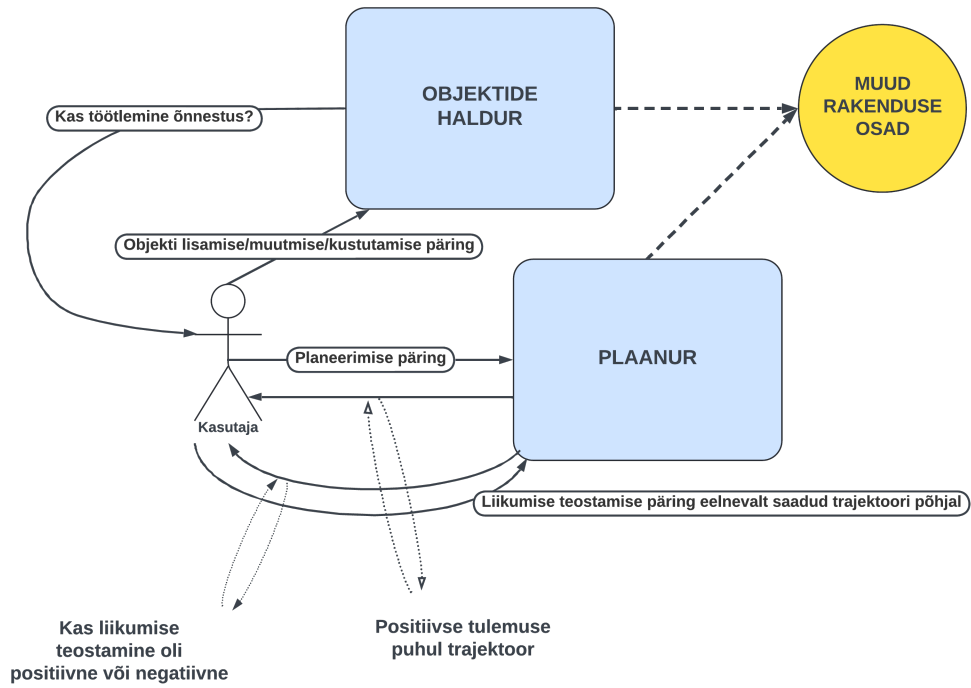 OBJEKTIDE
HALDUR
MUUD
RAKENDUSE
OSAD
Kas töötlemine õnnestus?
Objekti lisamise/muutmise/kustutamise päring
Planeerimise päring
PLAANUR
Kasutaja
Liikumise teostamise päring eelnevalt saadud trajektoori põhjal
Kas liikumise
teostamine oli
positiivne või negatiivne
Positiivse tulemuse
puhul trajektoor